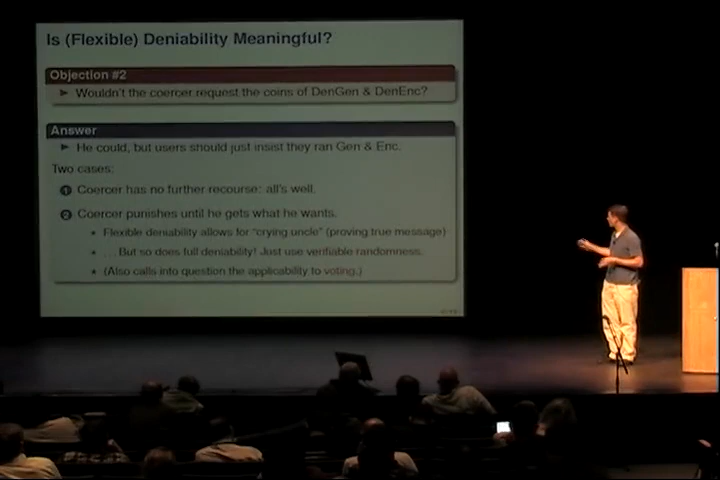 Is (Flexible) Deniability Meaningful?
Objection #2
Wouldn't the coercer request the coins of DenGen & DenEnc?
Answer
He could, but users should just insist they ran Gen & Enc.
Two cases:
1 Coercer has no further recourse: all's well.
2 Coercer punishes until he gets what he wants.
Flexible deniability allows for "crying uncle" (proving true message)
... But so does full deniability! Just use verifiable randomness.
(Also calls into question the applicability to voting.)